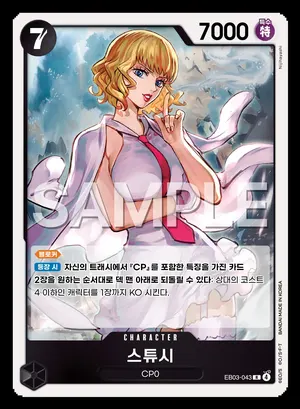 7
7000
특수
特
SAMPLE
블로커
등장 시 자신의 트래시에서 『CP』를 포함한 특징을 가진 카드
2장을 원하는 순서대로 덱 맨 아래로 되돌릴 수 있다: 상대의 코스트
4 이하인 캐릭터를 1장까지 KO 시킨다.
CHARACTER
스튜시
CP0
EB03-043 R 4